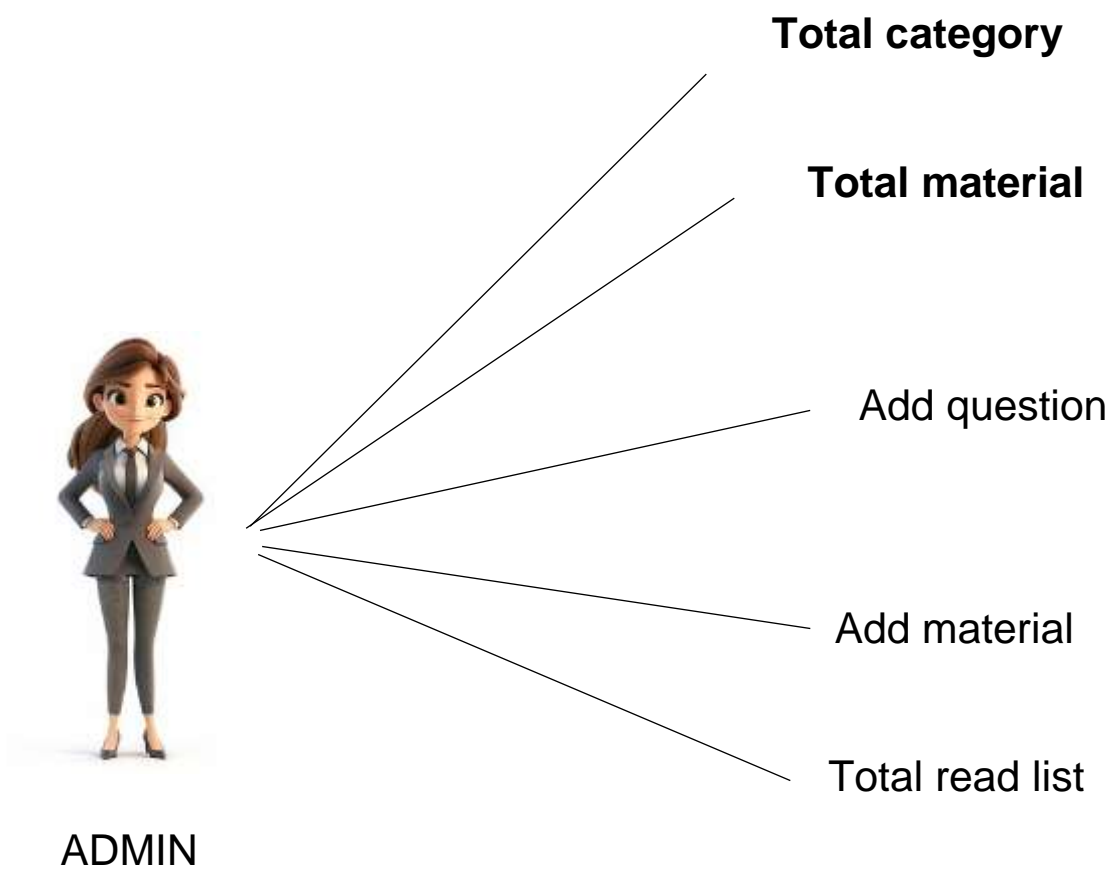 Total category
Total material
Add question
Add material
Total read list
ADMIN